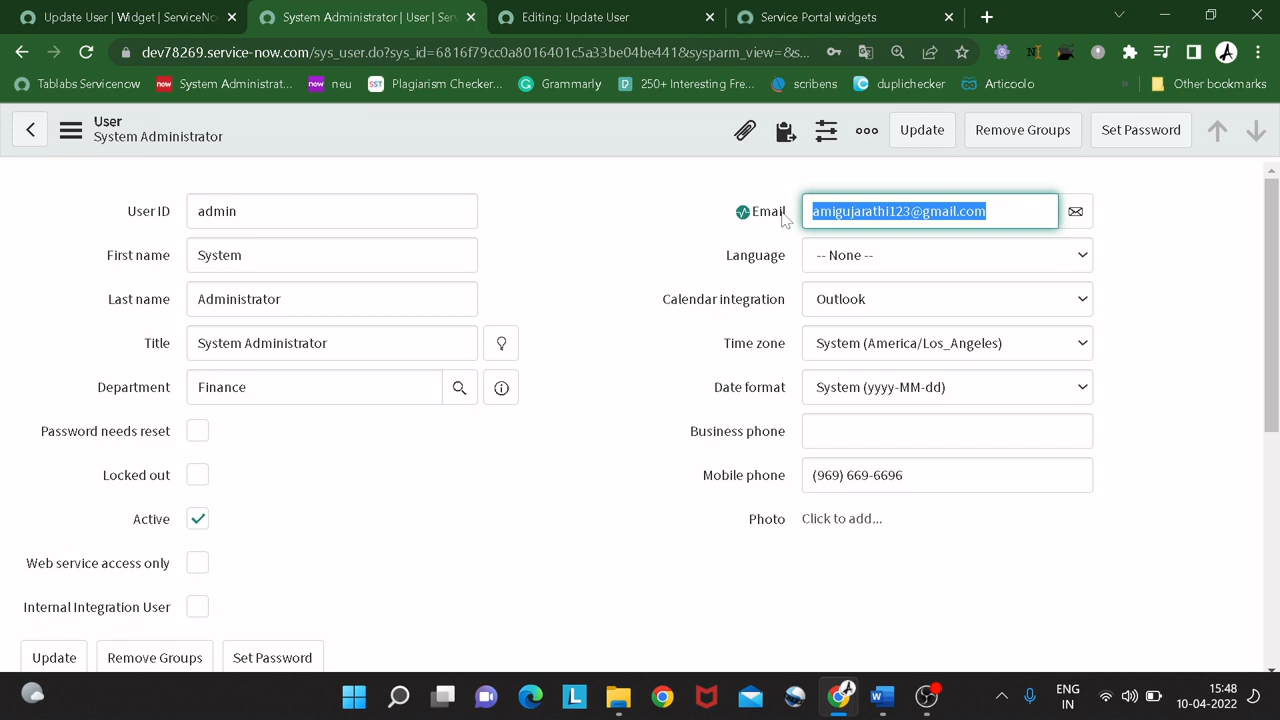 Update User | Widget | ServiceNo
System Administrator | User | Se
Editing: Update User
Service Portal widgets
dev78269.service-now.com/sys_user.do?sys_id=6816f79cc0a8016401c5a33be04be441&sysparm_view=&s...
Tablabs Servicenow
System Administrat...
neu
Plagiarism Checker...
Grammarly
250+ Interesting Fre...
scribens
duplichecker
Articoolo
»
Other bookmarks
User
System Administrator
Update
Remove Groups
Set Password
User ID
admin
Email
amigujarathi123@gmail.com
First name
System
Language
-- None --
Last name
Administrator
Calendar integration
Outlook
Title
System Administrator
Time zone
System (America/Los_Angeles)
Department
Finance
Date format
System (yyyy-MM-dd)
Password needs reset
Business phone
Locked out
Mobile phone
(969) 669-6696
Active
Photo
Click to add...
Web service access only
Internal Integration User
Update
Remove Groups
Set Password
ENG
IN
15:48
10-04-2022